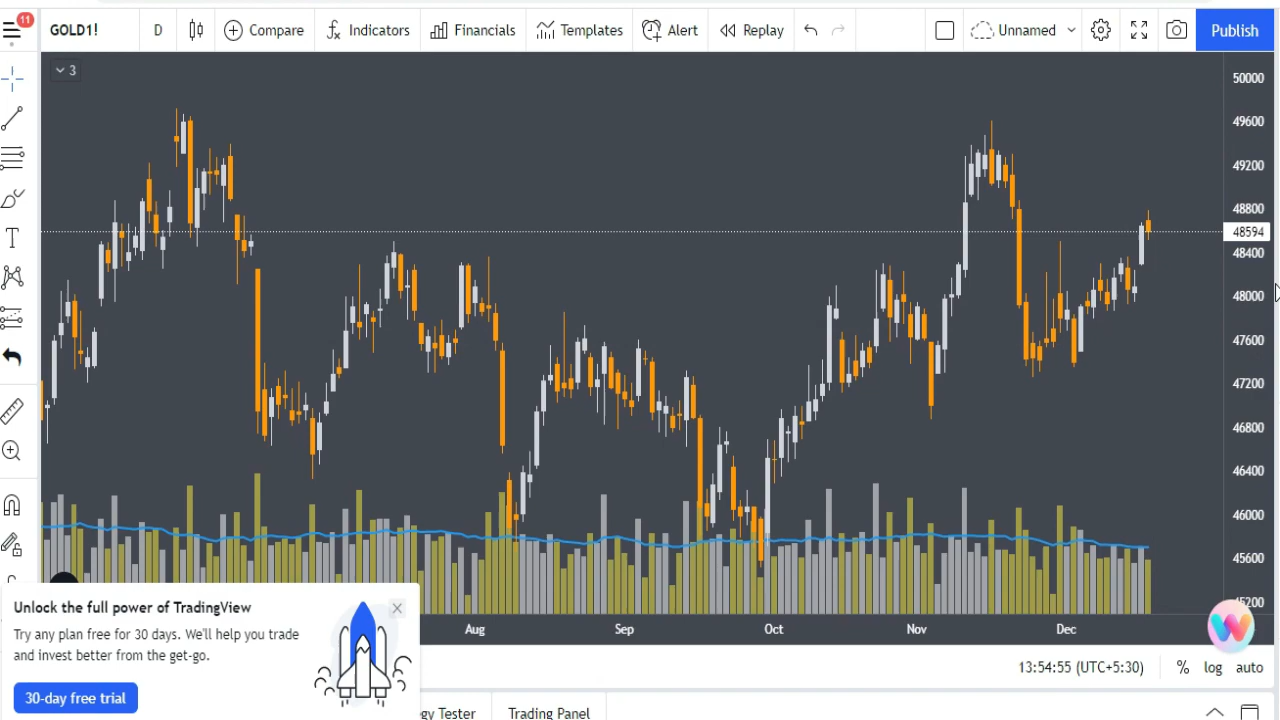 11
GOLD1!
D
Compare
Indicators
Financials
Templates
Alert
Replay
Unnamed
Publish
3
50000
49600
49200
48800
48594
48400
48000
47600
47200
46800
46400
46000
45600
Unlock the full power of TradingView
Try any plan free for 30 days. We'll help you trade
and invest better from the get-go.
30-day free trial
Aug
Sep
Oct
Nov
Dec
13:54:55 (UTC+5:30)
%
log
auto
Tester
Trading Panel